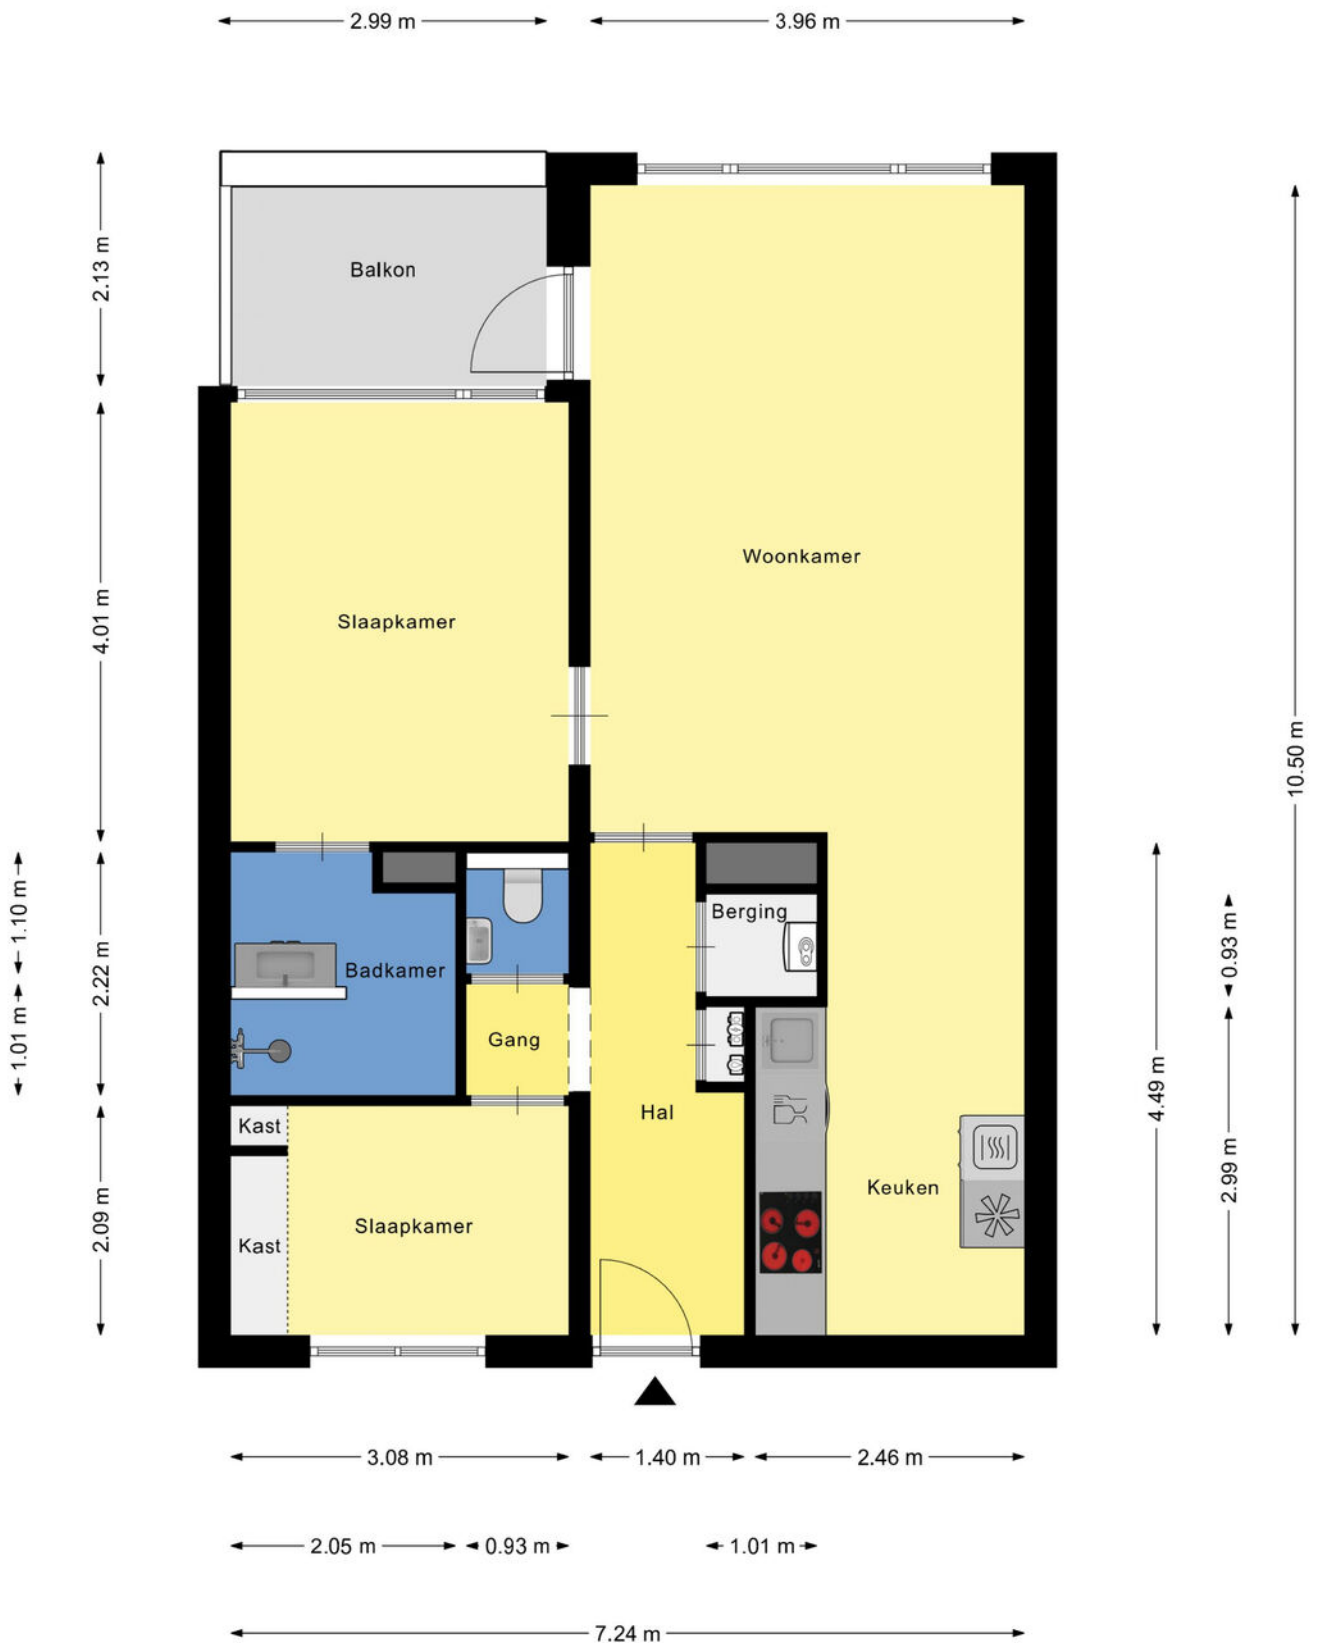 2.99 m
3.96 m
Balkon
2.13 m
Woonkamer
Slaapkamer
4.01 m
10.50 m
Berging
Badkamer
1.10 m
2.22 m
0.93 m
Gang
1.01 m
Hal
4.49 m
Kast
Keuken
2.99 m
2.09 m
Slaapkamer
Kast
3.08 m
1.40 m
2.46 m
2.05 m
0.93 m
1.01 m
7.24 m